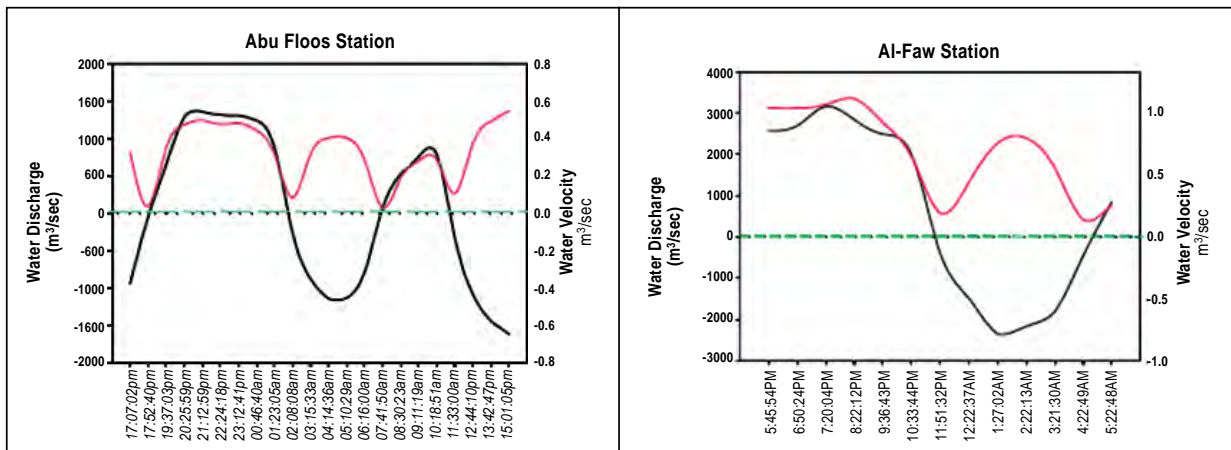 Abu Floos Station
2000
1600
1000
600
0
-600
-1000
-1600
-2000
Water Discharge
(m³/sec)
0.8
0.6
0.4
0.2
0.0
-0.2
-0.4
-0.6
-0.8
Water Velocity
m³/sec
17:07:02pm
17:52:40pm
19:37:03pm
20:25:59pm
21:12:59pm
22:24:18pm
23:12:41pm
00:46:40am
01:23:05am
02:08:08am
03:15:33am
04:14:36am
05:10:29am
06:16:00am
07:41:50am
08:30:23am
09:11:19am
10:18:51am
11:33:00am
12:44:10pm
13:42:47pm
15:01:05pm
Al-Faw Station
4000
3000
2000
1000
0
-1000
-2000
-3000
Water Discharge
(m³/sec)
1.0
0.5
0.0
-0.5
-1.0
Water Velocity
m³/sec
5:45:54PM
6:50:24PM
7:20:04PM
8:22:12PM
9:36:43PM
10:33:44PM
11:51:32PM
12:22:37AM
1:27:02AM
2:22:13AM
3:21:30AM
4:22:49AM
5:22:48AM